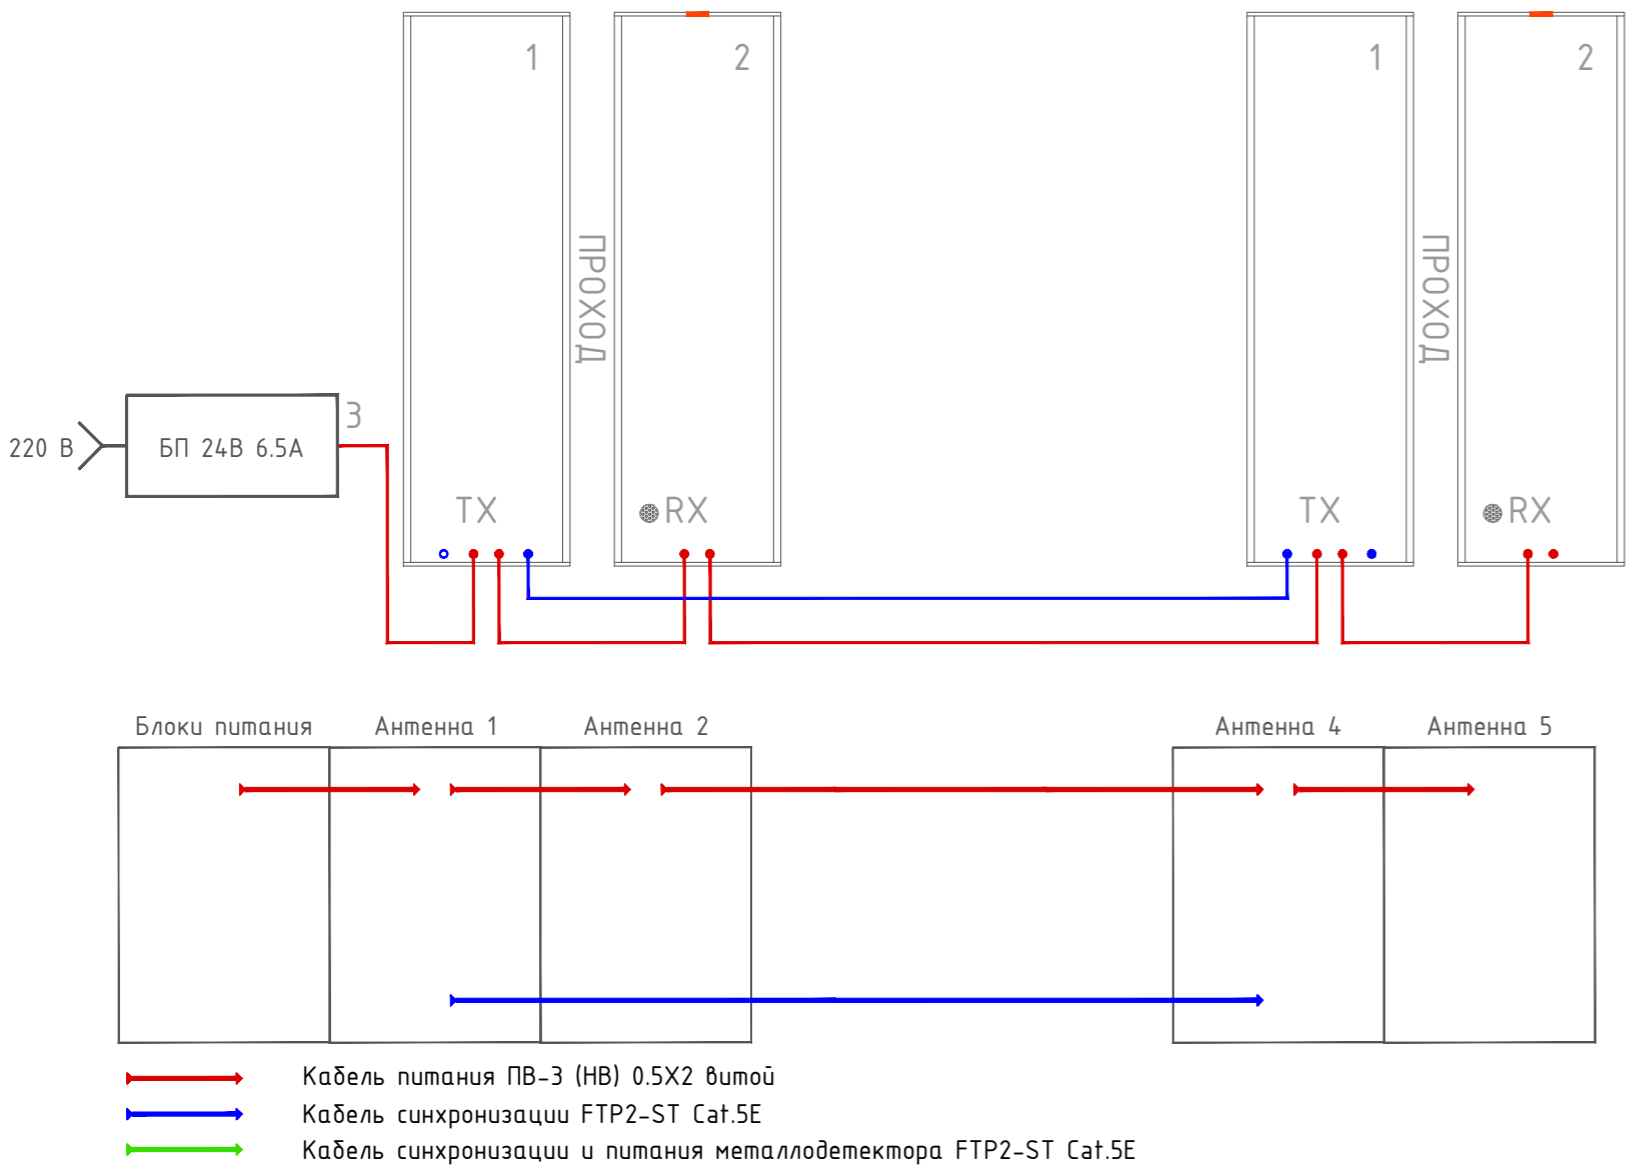 1
2
1
2
ПРОХОД
ПРОХОД
3
220 В
БП 24В 6.5А
TX
RX
TX
RX
Блоки питания
Антенна 1
Антенна 2
Антенна 4
Антенна 5
Кабель питания ПВ-3 (НВ) 0.5X2 витой
Кабель синхронизации FTP2-ST Cat.5E
Кабель синхронизации и питания металлодетектора FTP2-ST Cat.5E